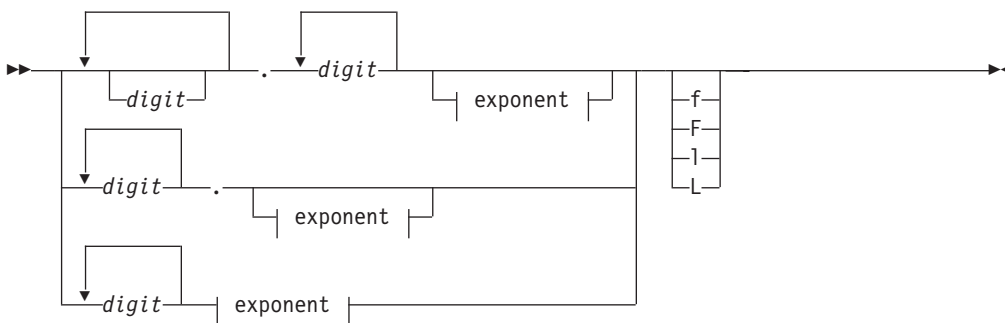 . digit
digit exponent f
F
l
digit . L
exponent
digit exponent